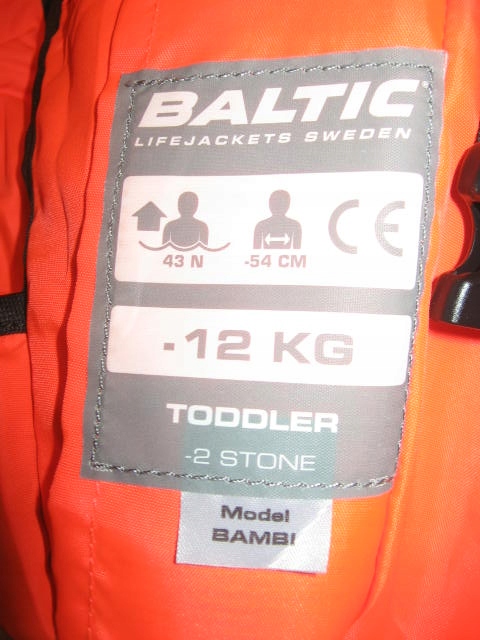 BALTIC
LIFEJACKETS SWEDEN
43 N
-54 CM
CE
-12 KG
TODDLER
-2 STONE
Model
BAMBI